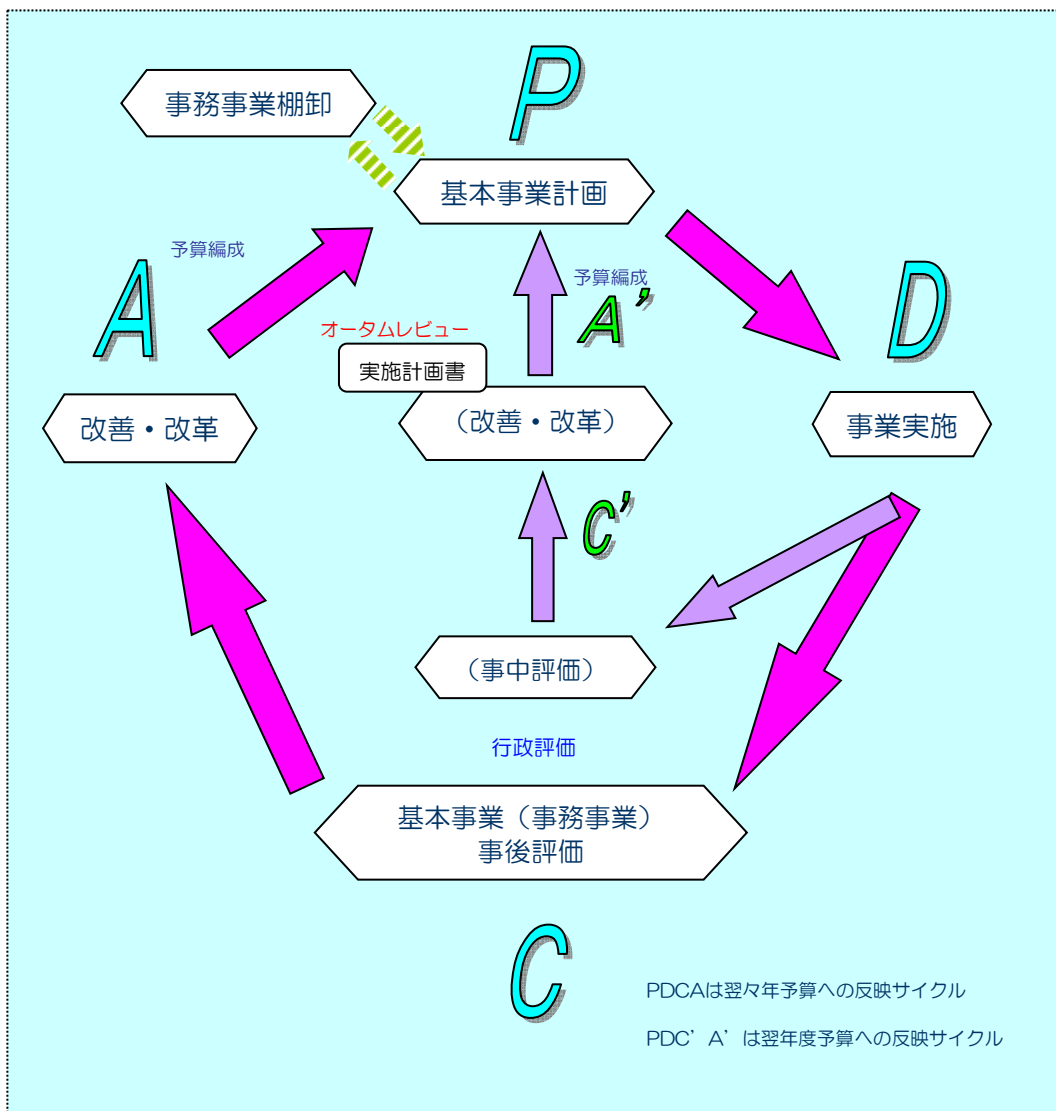 P
事務事業棚卸
基本事業計画
予算編成
A
予算編成
A’
D
オータムレビュー
実施計画書
改善・改革
（改善・改革）
事業実施
C’
（事中評価）
行政評価
基本事業（事務事業）
事後評価
C
PDCAは翌々年予算への反映サイクル
PDC’A’は翌年度予算への反映サイクル